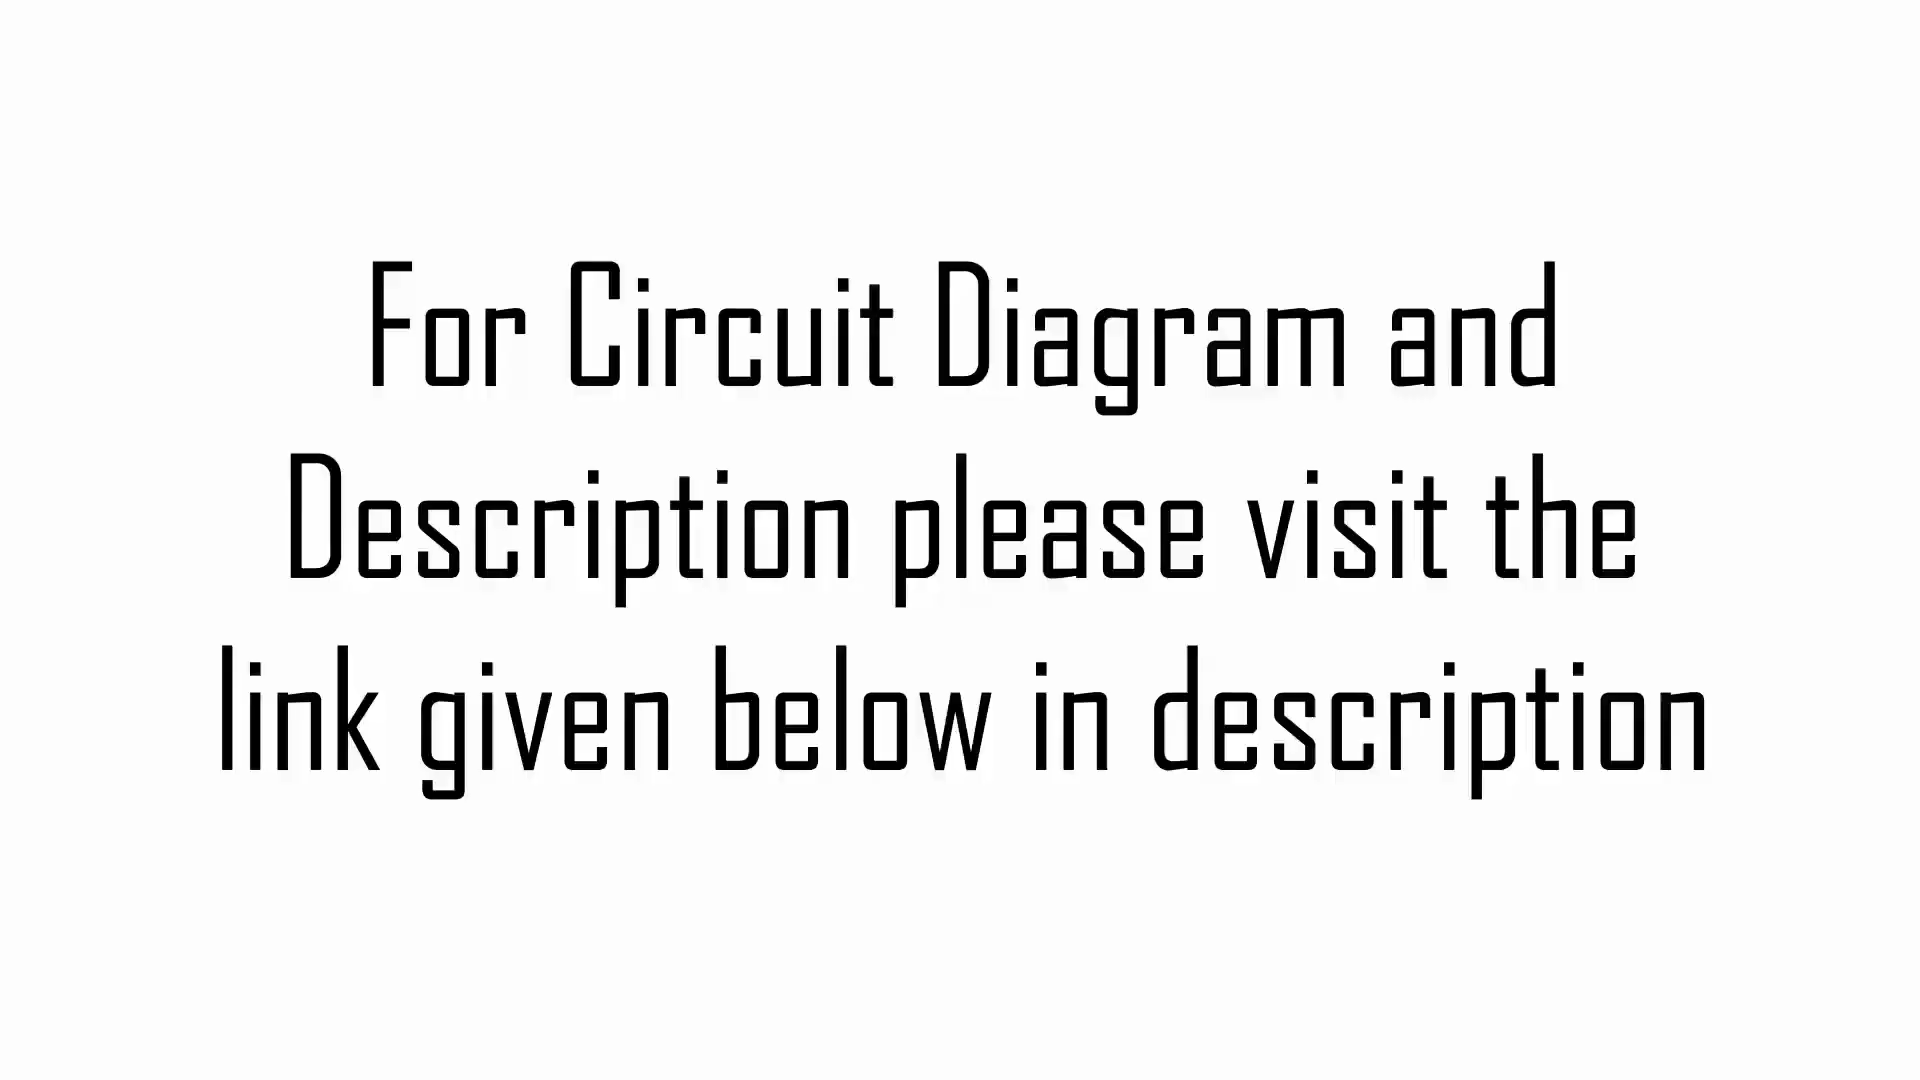 For Circuit Diagram and
Description please visit the
link given below in description